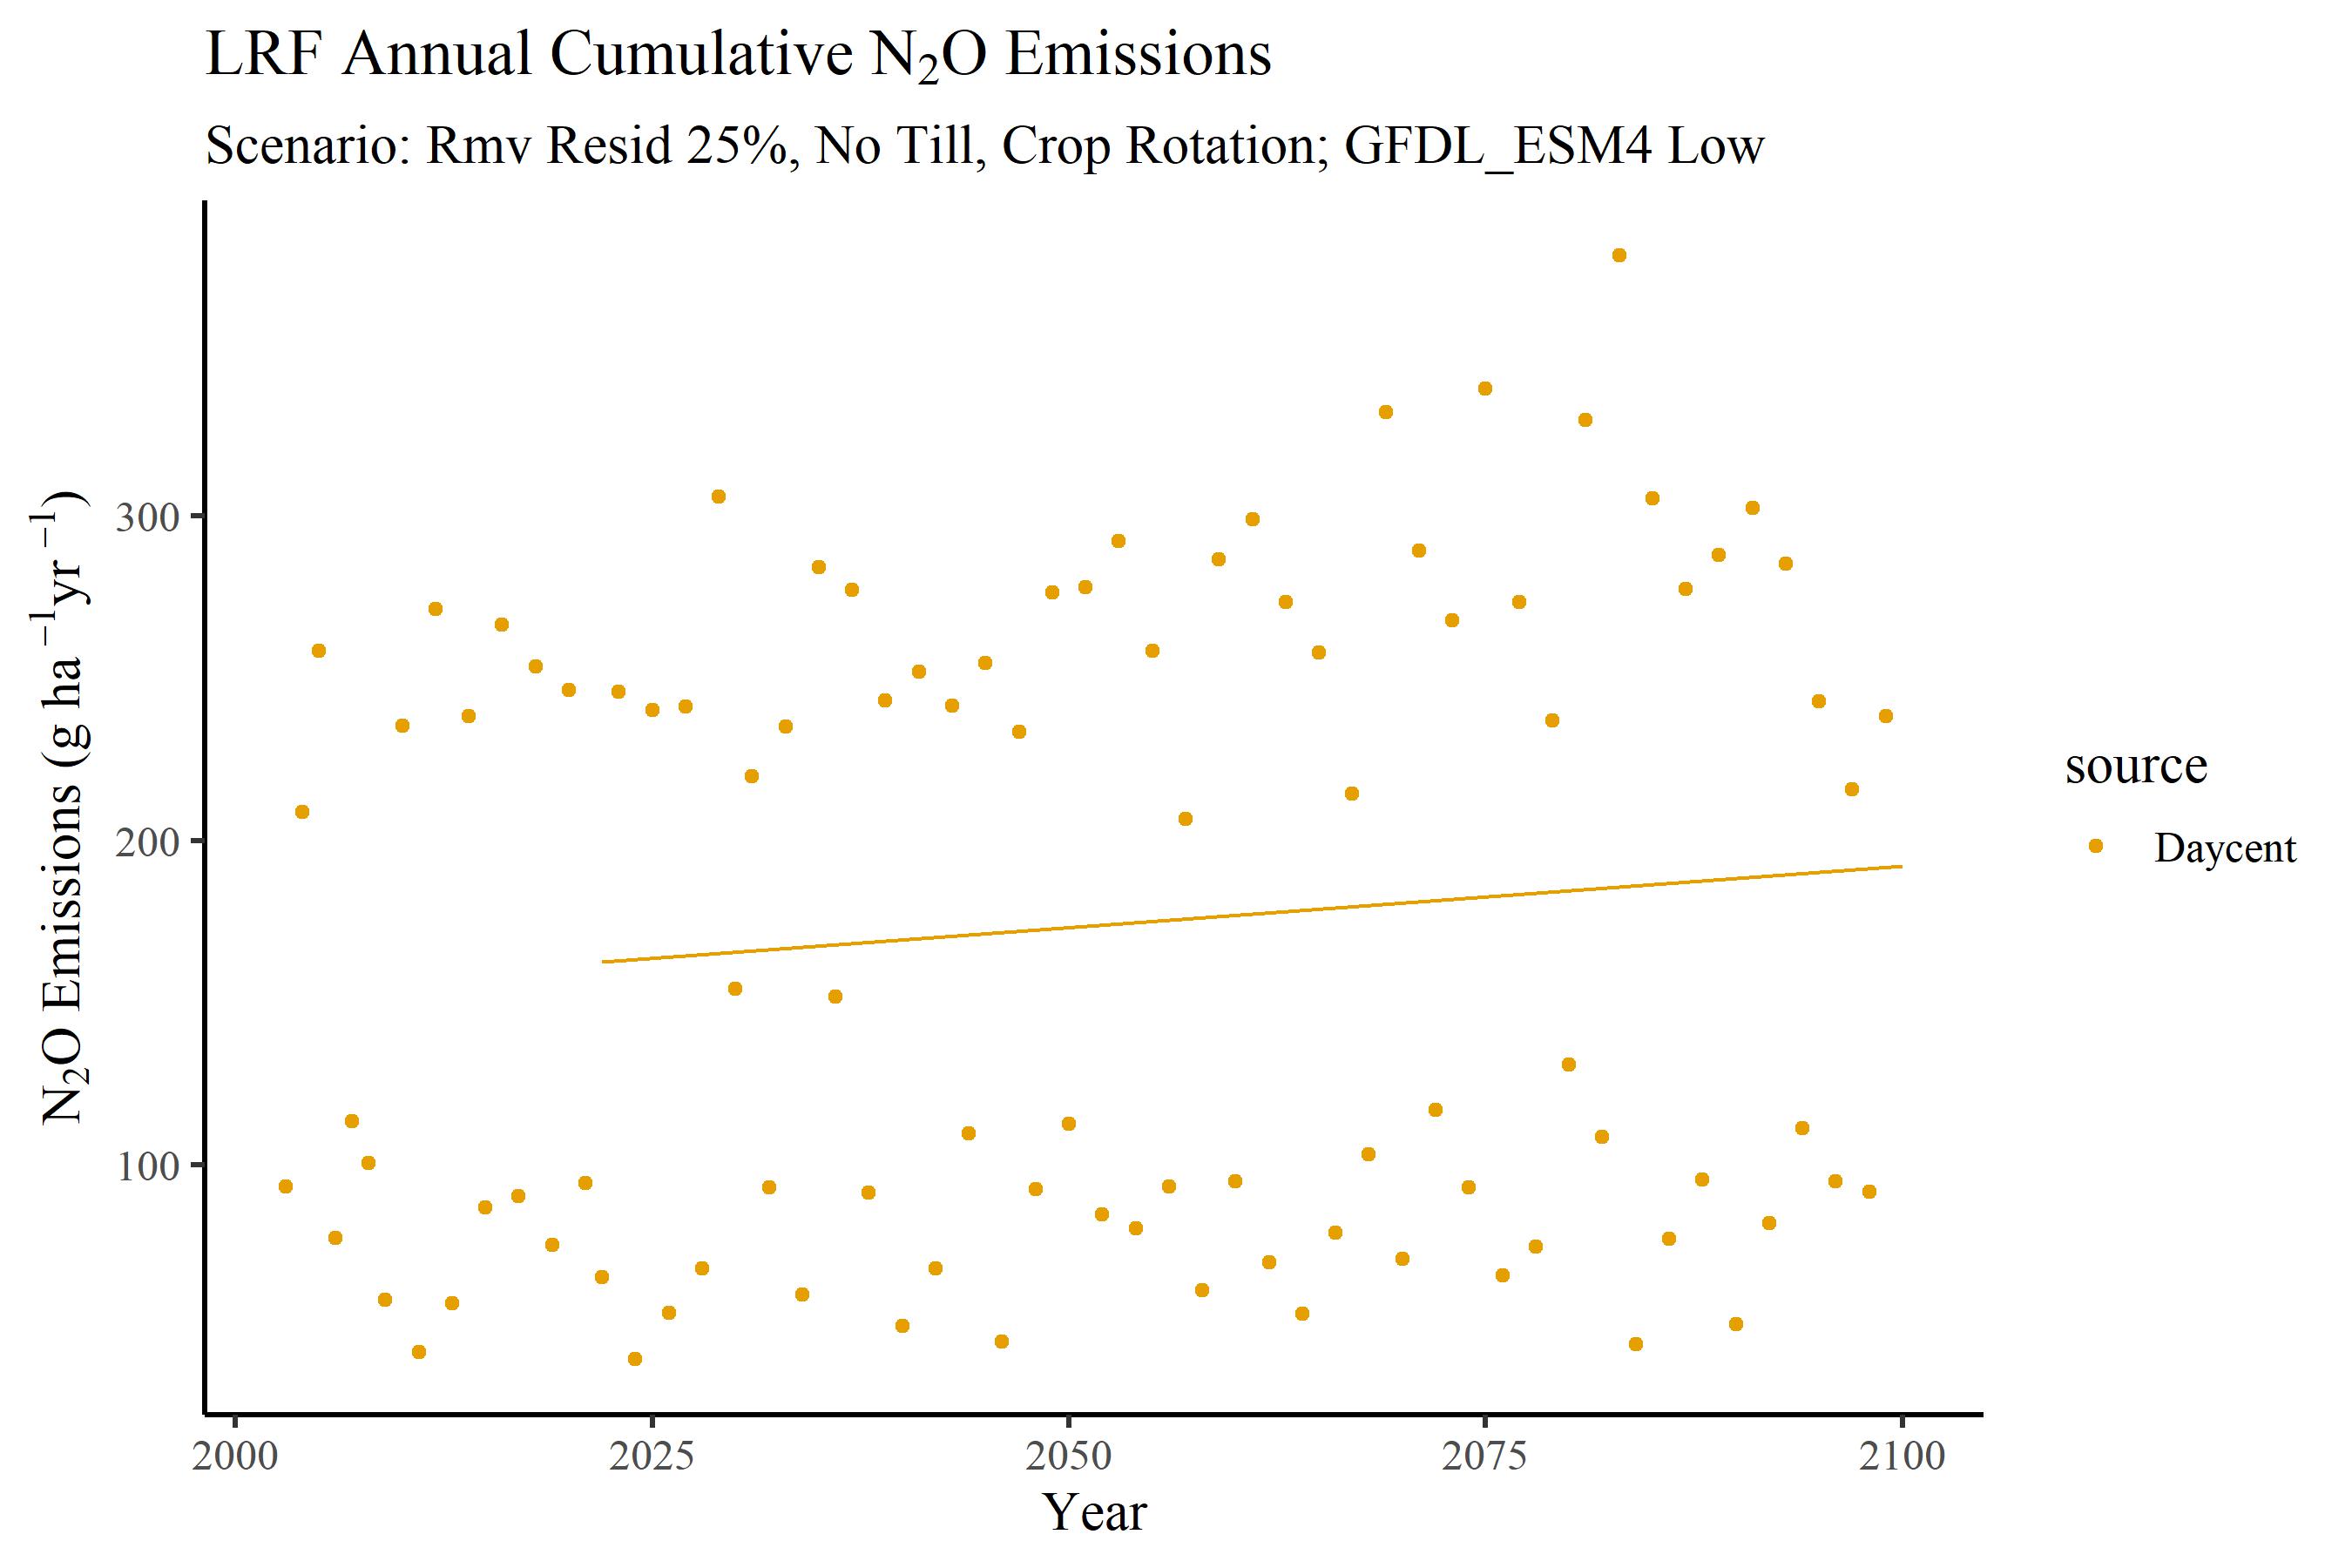 LRF Annual Cumulative N₂O Emissions
Scenario: Rmv Resid 25%, No Till, Crop Rotation; GFDL_ESM4 Low
N₂O Emissions (g ha ⁻¹yr ⁻¹)
300
200
100
2000 2025 2050 2075 2100
Year
source
Daycent